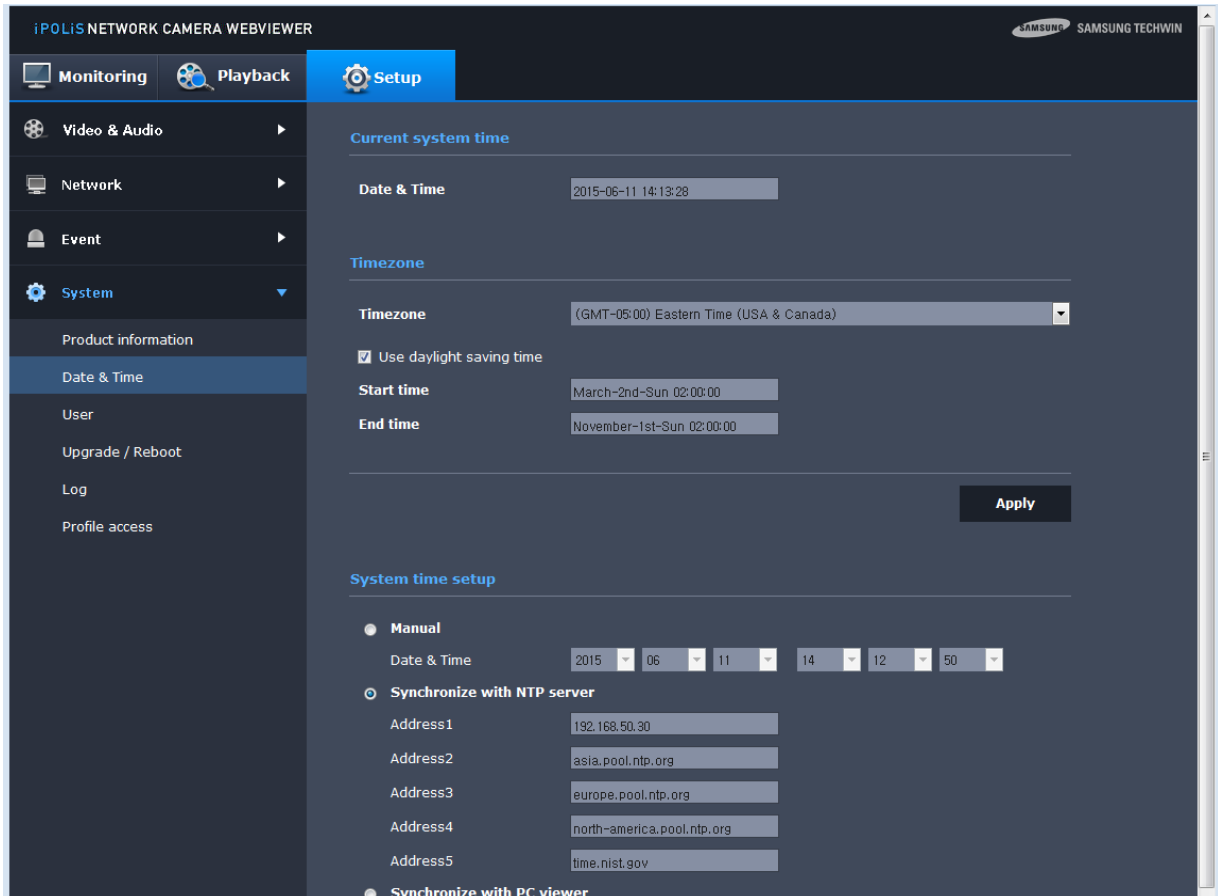 iPOLiS NETWORK CAMERA WEBVIEWER
SAMSUNG SAMSUNG TECHWIN
Monitoring Playback Setup
Video & Audio
Network
Event
System
Product information
Date & Time
User
Upgrade / Reboot
Log
Profile access
Current system time
Date & Time 2015-06-11 14:13:28
Timezone
Timezone (GMT-05:00) Eastern Time (USA & Canada)
Use daylight saving time
Start time March-2nd-Sun 02:00:00
End time November-1st-Sun 02:00:00
Apply
System time setup
Manual
Date & Time 2015 06 11 14 12 50
Synchronize with NTP server
Address1 192.168.50.30
Address2 asia.pool.ntp.org
Address3 europe.pool.ntp.org
Address4 north-america.pool.ntp.org
Address5 time.nist.gov
Synchronize with PC viewer